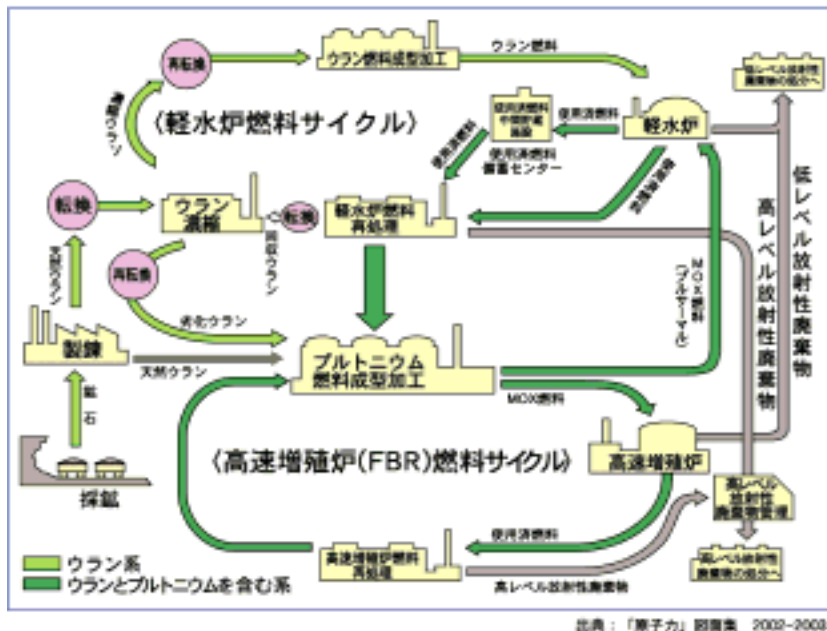 再転換
ウラン燃料成型加工
ウラン燃料
低レベル放射性
廃棄物の処分へ
濃縮ウラン
〈軽水炉燃料サイクル〉
使用済燃料
中間貯蔵
施設
使用済燃料
軽水炉
使用済燃料
使用済燃料
備蓄センター
使用済燃料
転換
ウラン
濃縮
転換
軽水炉燃料
再処理
低レベル放射性廃棄物
高レベル放射性廃棄物
天然ウラン
回収ウラン
再転換
MOX燃料
(プルサーマル)
劣化ウラン
製錬
天然ウラン
プルトニウム
燃料成型加工
MOX燃料
鉱石
〈高速増殖炉(FBR)燃料サイクル〉
高速増殖炉
採鉱
高レベル
放射性
廃棄物管理
使用済燃料
ウラン系
高速増殖炉燃料
再処理
高レベル放射性
廃棄物の処分へ
ウランとプルトニウムを含む系
高レベル放射性廃棄物
出典：「原子力」図面集 2002-2003